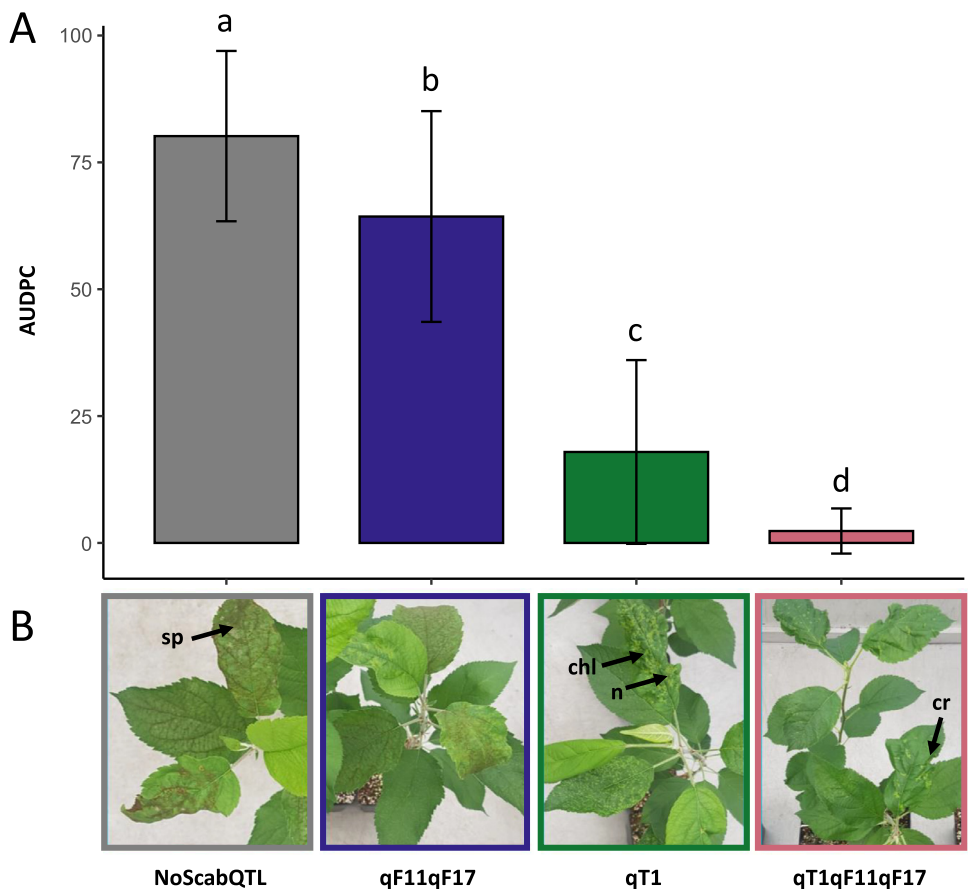 A
a
b
c
d
100
75
50
25
0
AUDPC
B
sp
chl
n
cr
NoScabQTL
qF11qF17
qT1
qT1qF11qF17